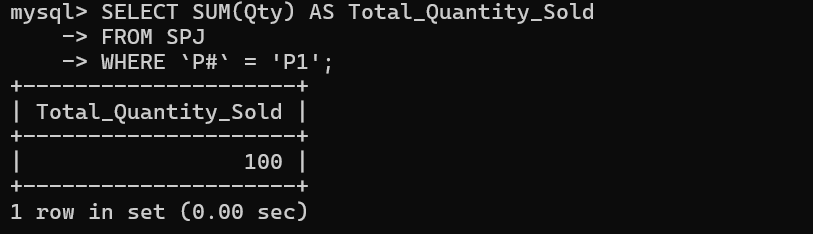 mysql> SELECT SUM(Qty) AS Total_Quantity_Sold
    -> FROM SPJ
    -> WHERE `P#` = 'P1';
+---------------------+
| Total_Quantity_Sold |
+---------------------+
|                 100 |
+---------------------+
1 row in set (0.00 sec)